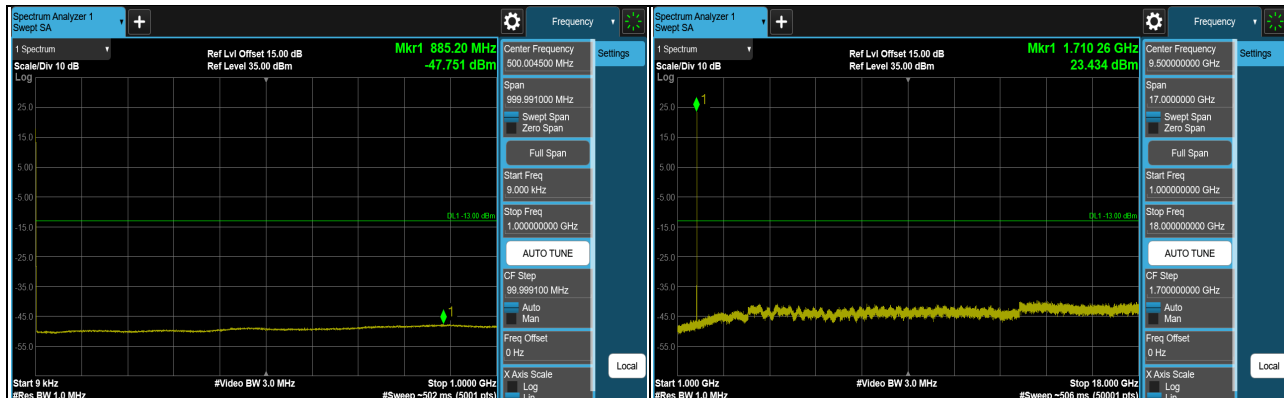 Spectrum Analyzer 1
Swept SA
+
Frequency
1 Spectrum
Ref Lvl Offset 15.00 dB
Mkr1 885.20 MHz
Scale/Div 10 dB
Ref Level 35.00 dBm
-47.751 dBm
Log
25.0
15.0
5.00
-5.00
-15.0
-25.0
-35.0
-45.0
-55.0
1
DL1 -13.00 dBm
Start 9 kHz
#Video BW 3.0 MHz
Stop 1.0000 GHz
#Res BW 1.0 MHz
#Sweep ~502 ms (5001 pts)
Center Frequency
500.004500 MHz
Settings
Span
999.991000 MHz
Swept Span
Zero Span
Full Span
Start Freq
9.000 kHz
Stop Freq
1.000000000 GHz
AUTO TUNE
CF Step
99.999100 MHz
Auto
Man
Freq Offset
0 Hz
X Axis Scale
Log
Lin
Local
Spectrum Analyzer 1
Swept SA
+
Frequency
1 Spectrum
Ref Lvl Offset 15.00 dB
Mkr1 1.710 26 GHz
Scale/Div 10 dB
Ref Level 35.00 dBm
23.434 dBm
Log
1
25.0
15.0
5.00
-5.00
-15.0
-25.0
-35.0
-45.0
-55.0
DL1 -13.00 dBm
Start 1.000 GHz
#Video BW 3.0 MHz
Stop 18.000 GHz
#Res BW 1.0 MHz
#Sweep ~506 ms (50001 pts)
Center Frequency
9.500000000 GHz
Settings
Span
17.0000000 GHz
Swept Span
Zero Span
Full Span
Start Freq
1.000000000 GHz
Stop Freq
18.00000000 GHz
AUTO TUNE
CF Step
1.700000000 GHz
Auto
Man
Freq Offset
0 Hz
X Axis Scale
Log
Lin
Local